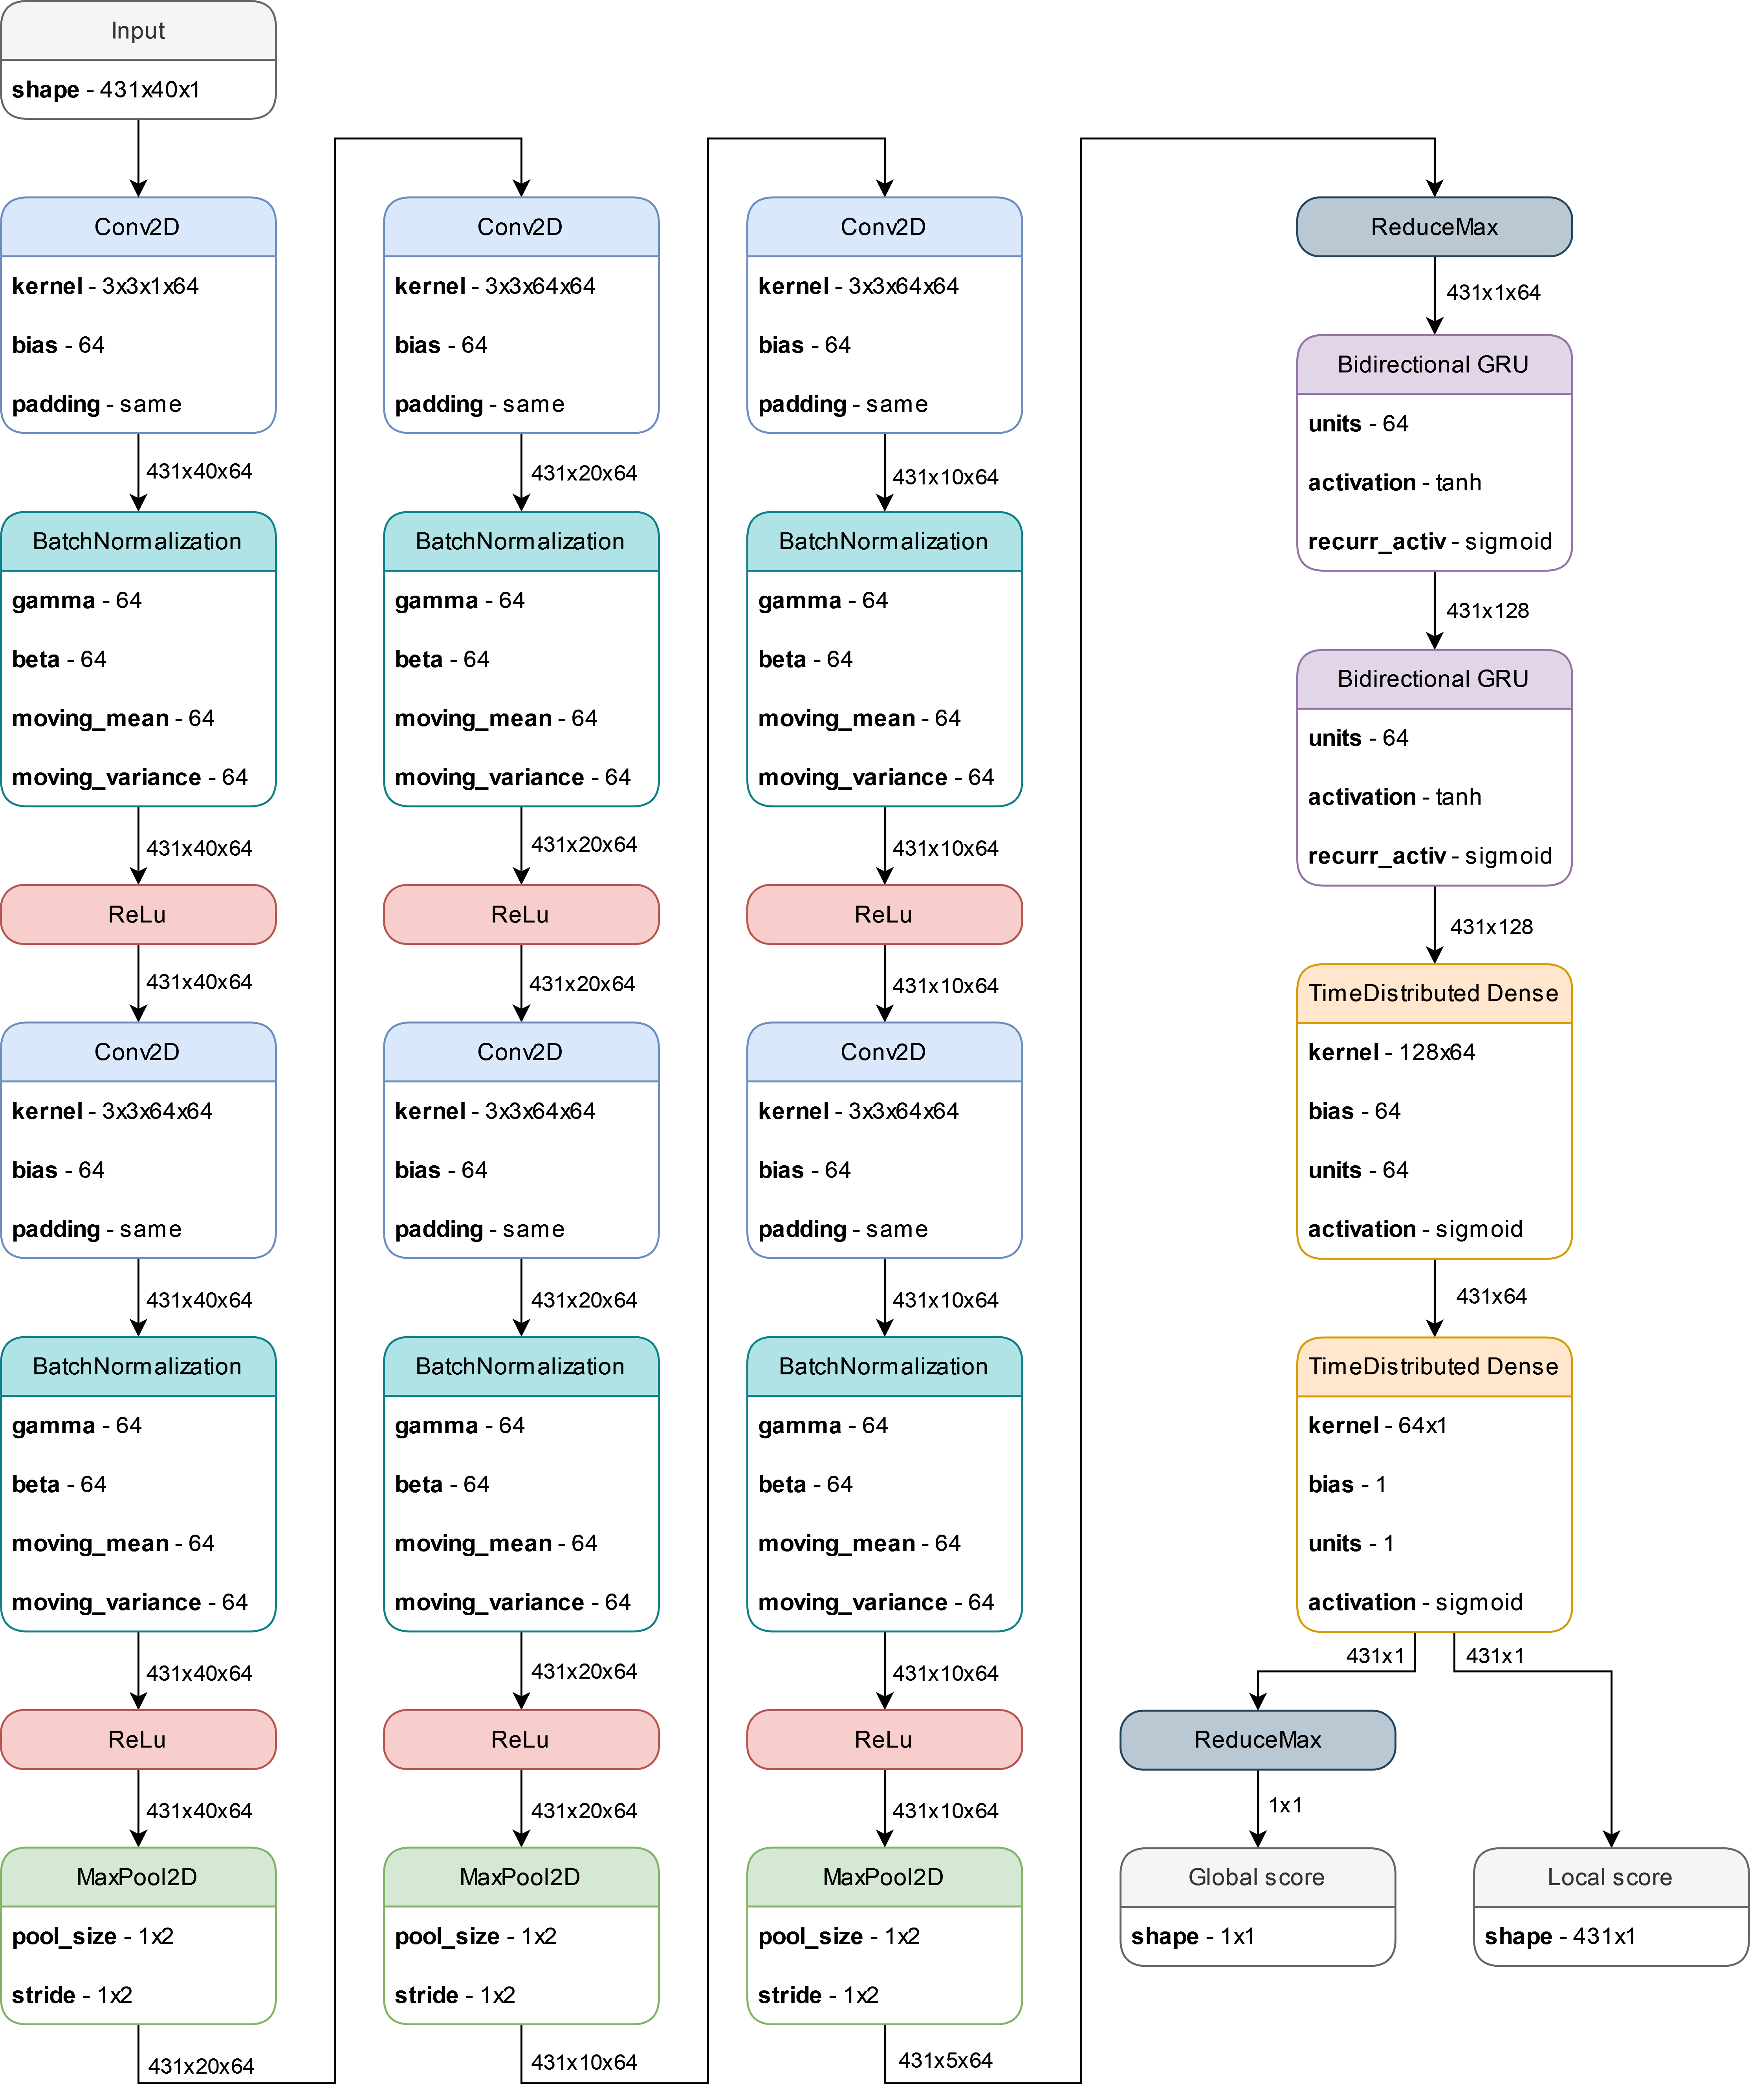 Input
shape - 431x40x1
Conv2D
kernel - 3x3x1x64
bias - 64
padding - same
431x40x64
BatchNormalization
gamma - 64
beta - 64
moving_mean - 64
moving_variance - 64
431x40x64
ReLu
431x40x64
Conv2D
kernel - 3x3x64x64
bias - 64
padding - same
431x40x64
BatchNormalization
gamma - 64
beta - 64
moving_mean - 64
moving_variance - 64
431x40x64
ReLu
431x40x64
MaxPool2D
pool_size - 1x2
stride - 1x2
431x20x64
Conv2D
kernel - 3x3x64x64
bias - 64
padding - same
431x20x64
BatchNormalization
gamma - 64
beta - 64
moving_mean - 64
moving_variance - 64
431x20x64
ReLu
431x20x64
Conv2D
kernel - 3x3x64x64
bias - 64
padding - same
431x20x64
BatchNormalization
gamma - 64
beta - 64
moving_mean - 64
moving_variance - 64
431x20x64
ReLu
431x20x64
MaxPool2D
pool_size - 1x2
stride - 1x2
431x10x64
Conv2D
kernel - 3x3x64x64
bias - 64
padding - same
431x10x64
BatchNormalization
gamma - 64
beta - 64
moving_mean - 64
moving_variance - 64
431x10x64
ReLu
431x10x64
Conv2D
kernel - 3x3x64x64
bias - 64
padding - same
431x10x64
BatchNormalization
gamma - 64
beta - 64
moving_mean - 64
moving_variance - 64
431x10x64
ReLu
431x10x64
MaxPool2D
pool_size - 1x2
stride - 1x2
431x5x64
ReduceMax
431x1x64
Bidirectional GRU
units - 64
activation - tanh
recurr_activ - sigmoid
431x128
Bidirectional GRU
units - 64
activation - tanh
recurr_activ - sigmoid
431x128
TimeDistributed Dense
kernel - 128x64
bias - 64
units - 64
activation - sigmoid
431x64
TimeDistributed Dense
kernel - 64x1
bias - 1
units - 1
activation - sigmoid
431x1
431x1
ReduceMax
1x1
Global score
shape - 1x1
Local score
shape - 431x1